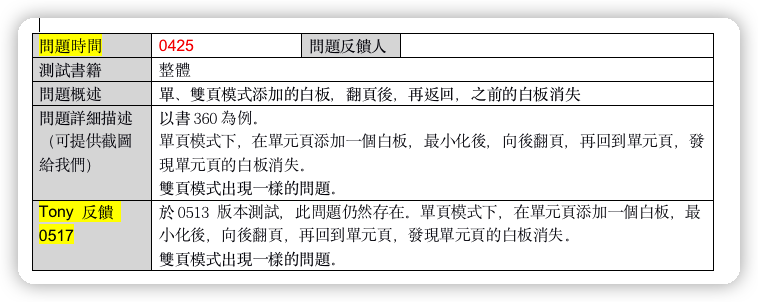 問題時間 0425 問題反饋人
測試書籍 整體
問題概述 單、雙頁模式添加的白板，翻頁後，再返回，之前的白板消失
問題詳細描述 以書 360 為例。
（可提供截圖 單頁模式下，在單元頁添加一個白板，最小化後，向後翻頁，再回到單元頁，發
給我們） 現單元頁的白板消失。
雙頁模式出現一樣的問題。
Tony 反饋 於 0513 版本測試，此問題仍然存在。單頁模式下，在單元頁添加一個白板，最
0517 小化後，向後翻頁，再回到單元頁，發現單元頁的白板消失。
雙頁模式出現一樣的問題。